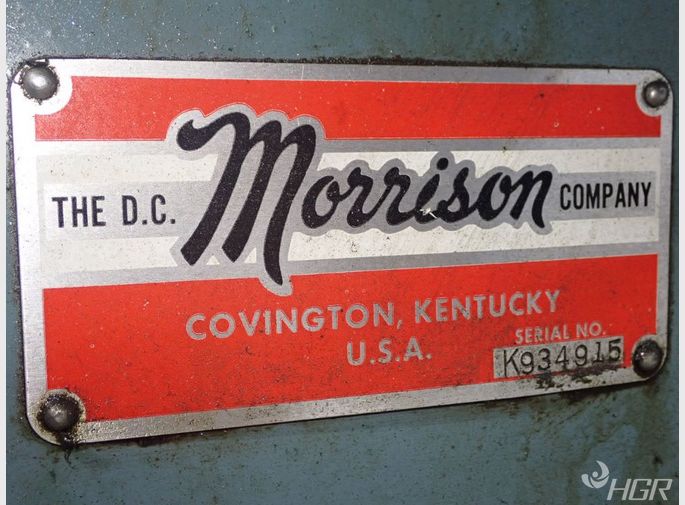 THE D.C. Morrison COMPANY
COVINGTON, KENTUCKY
U.S.A.
SERIAL NO.
K934915
HGR